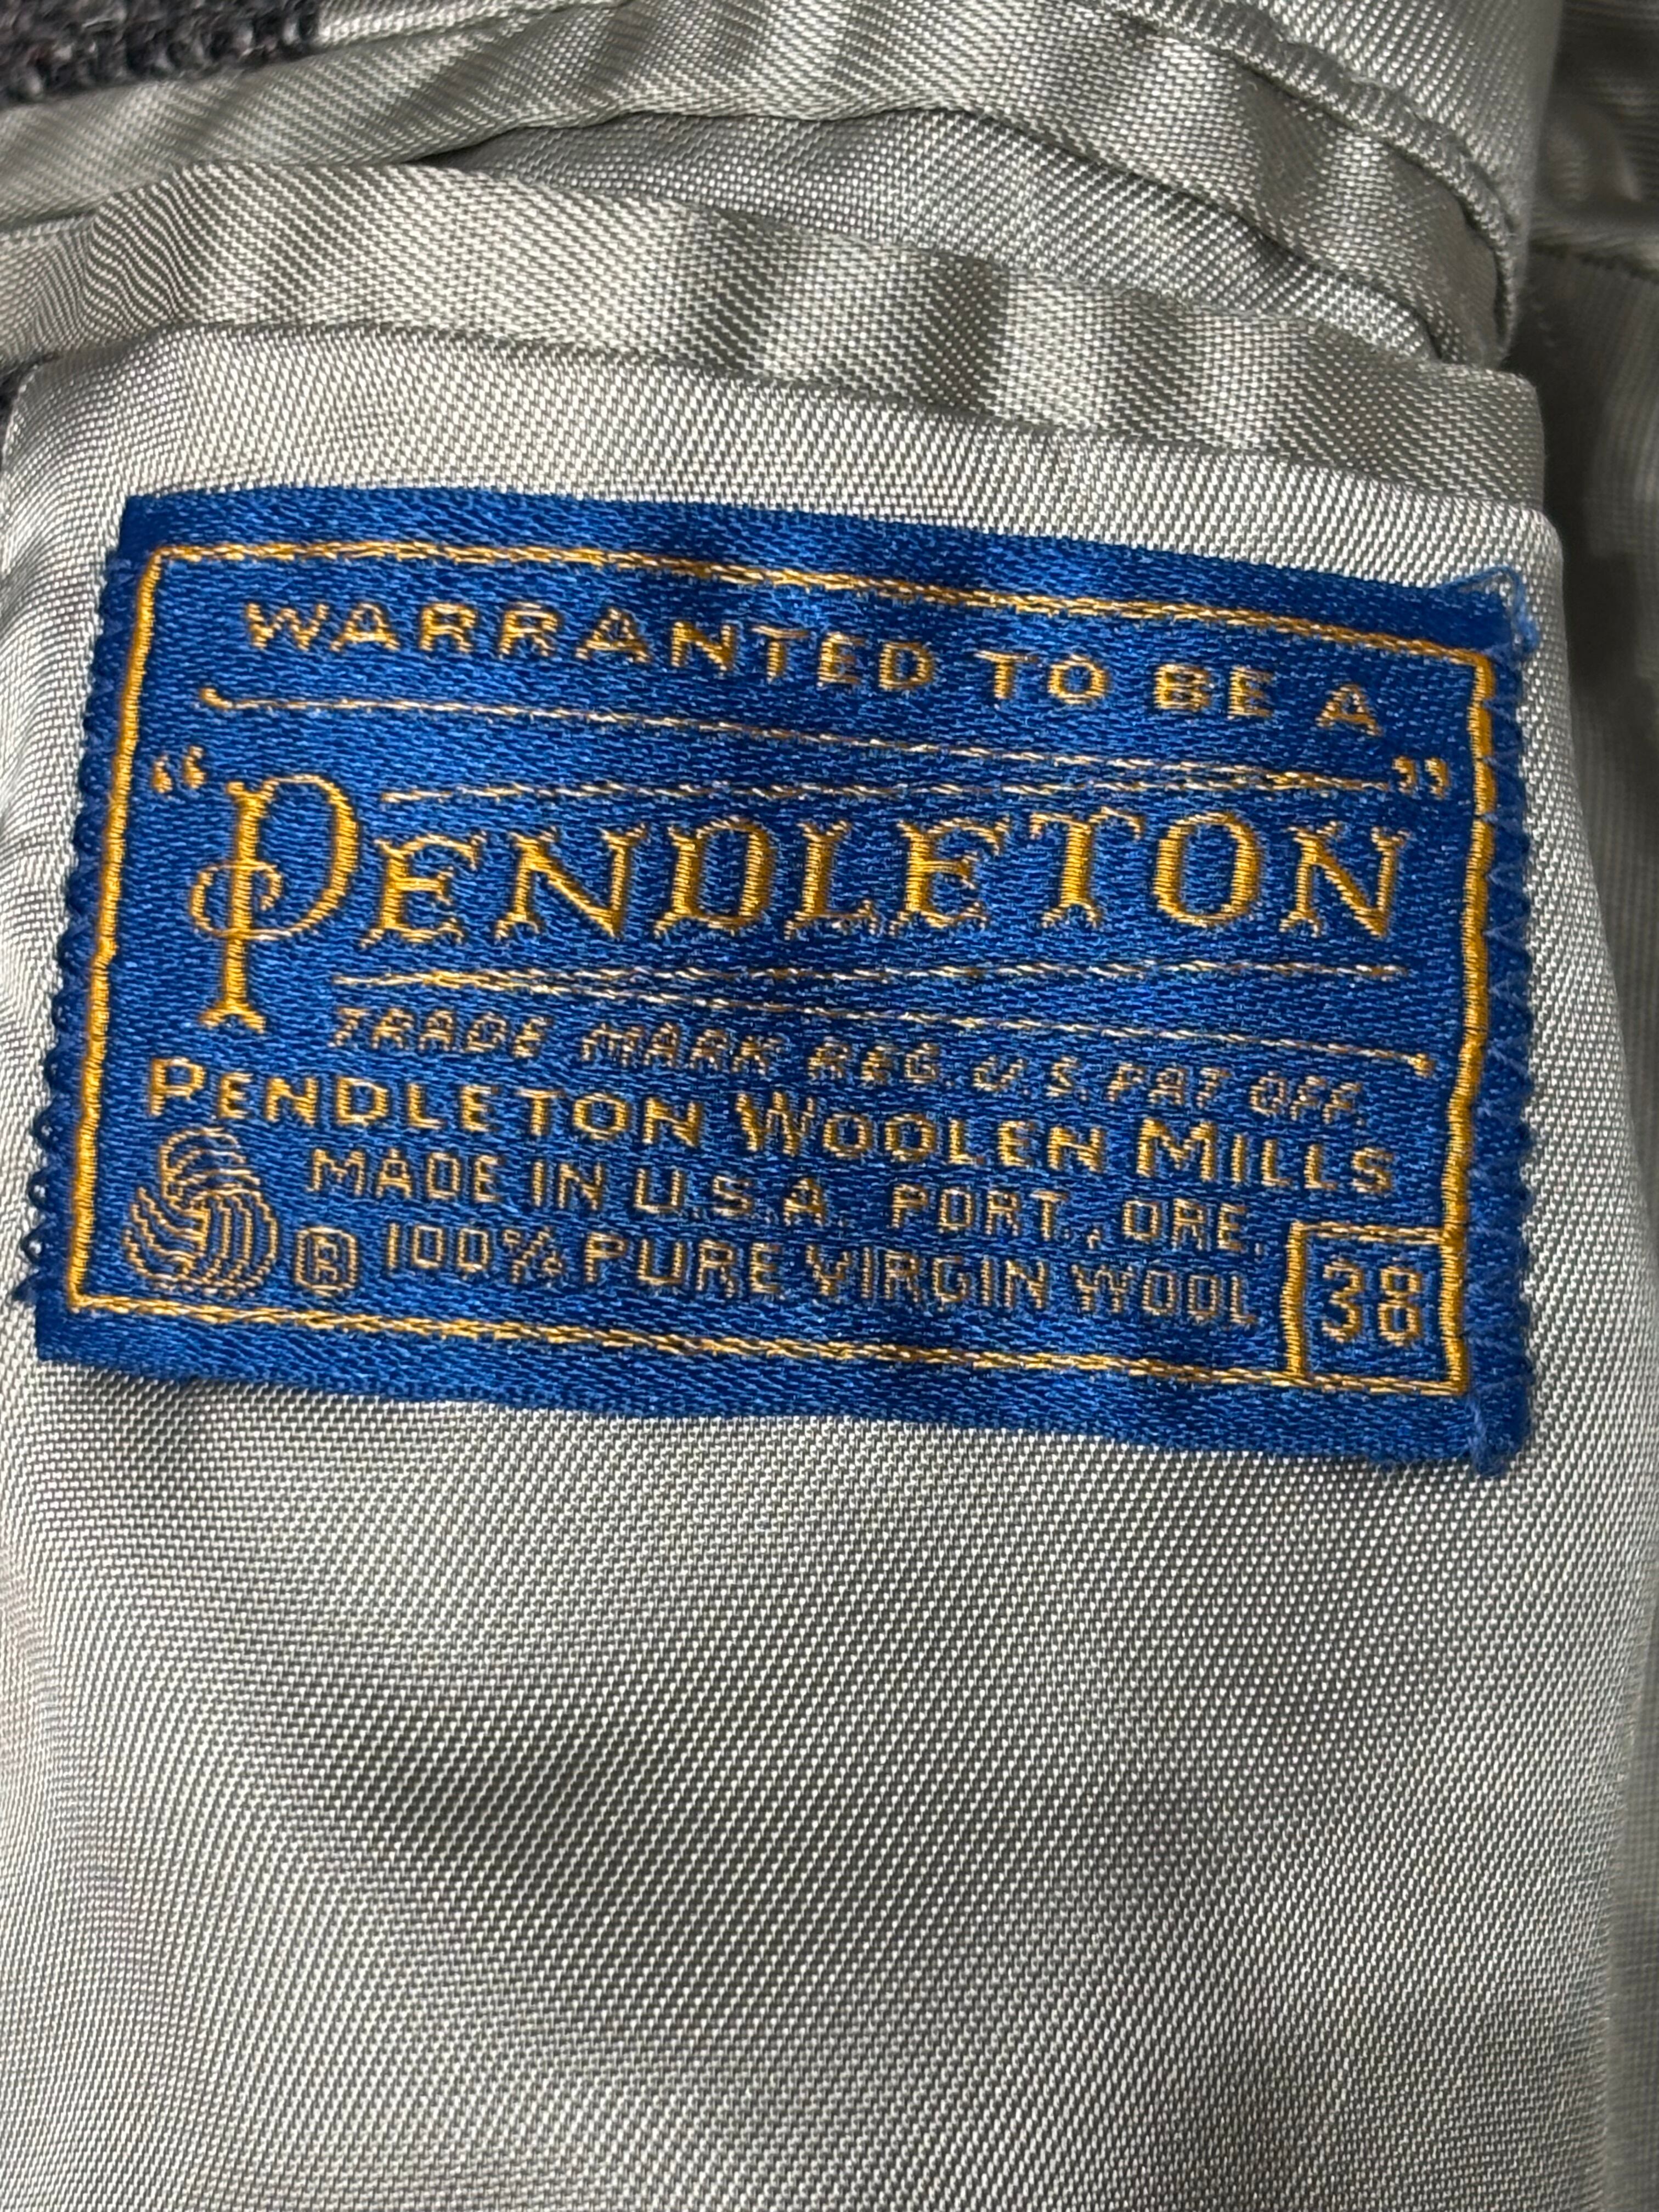 WARRANTED TO BE A
"PENDLETON"
TRADE MARK REG. U.S. PAT OFF.
PENDLETON WOOLEN MILLS
MADE IN U.S.A. PORT., ORE.
® 100% PURE VIRGIN WOOL 38